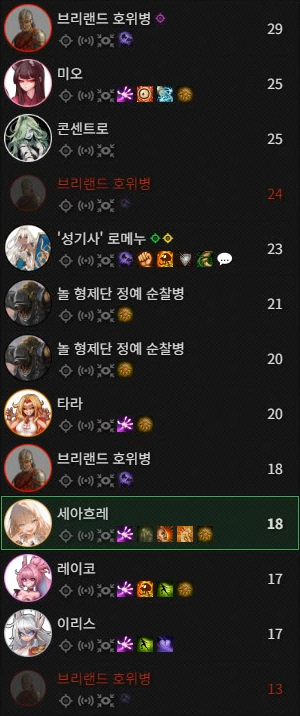 브리랜드 호위병
29
미오
25
콘센트로
25
브리랜드 호위병
24
'성기사' 로메누
23
놀 형제단 정예 순찰병
21
놀 형제단 정예 순찰병
20
타라
20
브리랜드 호위병
18
세아흐레
18
레이코
17
이리스
17
브리랜드 호위병
13